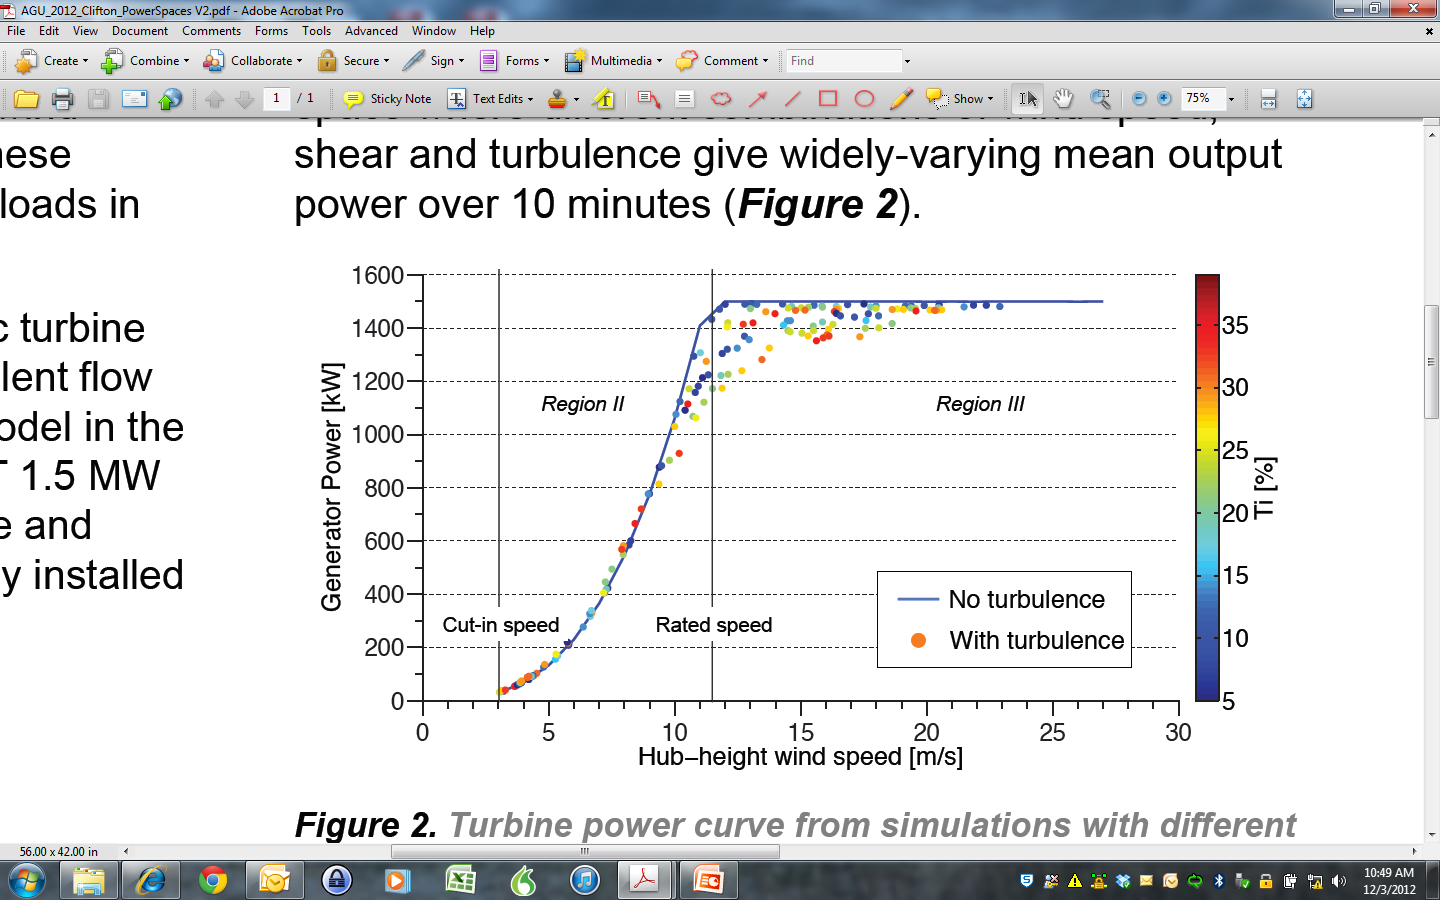 AGU_2012_Clifton_PowerSpaces V2.pdf - Adobe Acrobat Pro
File Edit View Document Comments Forms Tools Advanced Window Help
Create Combine Collaborate Secure Sign Forms Multimedia Comment Find
1 / 1 Sticky Note Text Edits Show 75%
shear and turbulence give widely-varying mean output
power over 10 minutes (Figure 2).
loads in
turbine
flow
in the
1.5 MW
and
installed
1600
1400
1200
1000
800
600
400
200
0
Generator Power [kW]
Region II
Region III
Cut-in speed
Rated speed
No turbulence
With turbulence
0 5 10 15 20 25 30
Hub-height wind speed [m/s]
35
30
25
20
15
10
5
Ti [%]
Figure 2. Turbine power curve from simulations with different
56.00 x 42.00 in
10:49 AM
12/3/2012